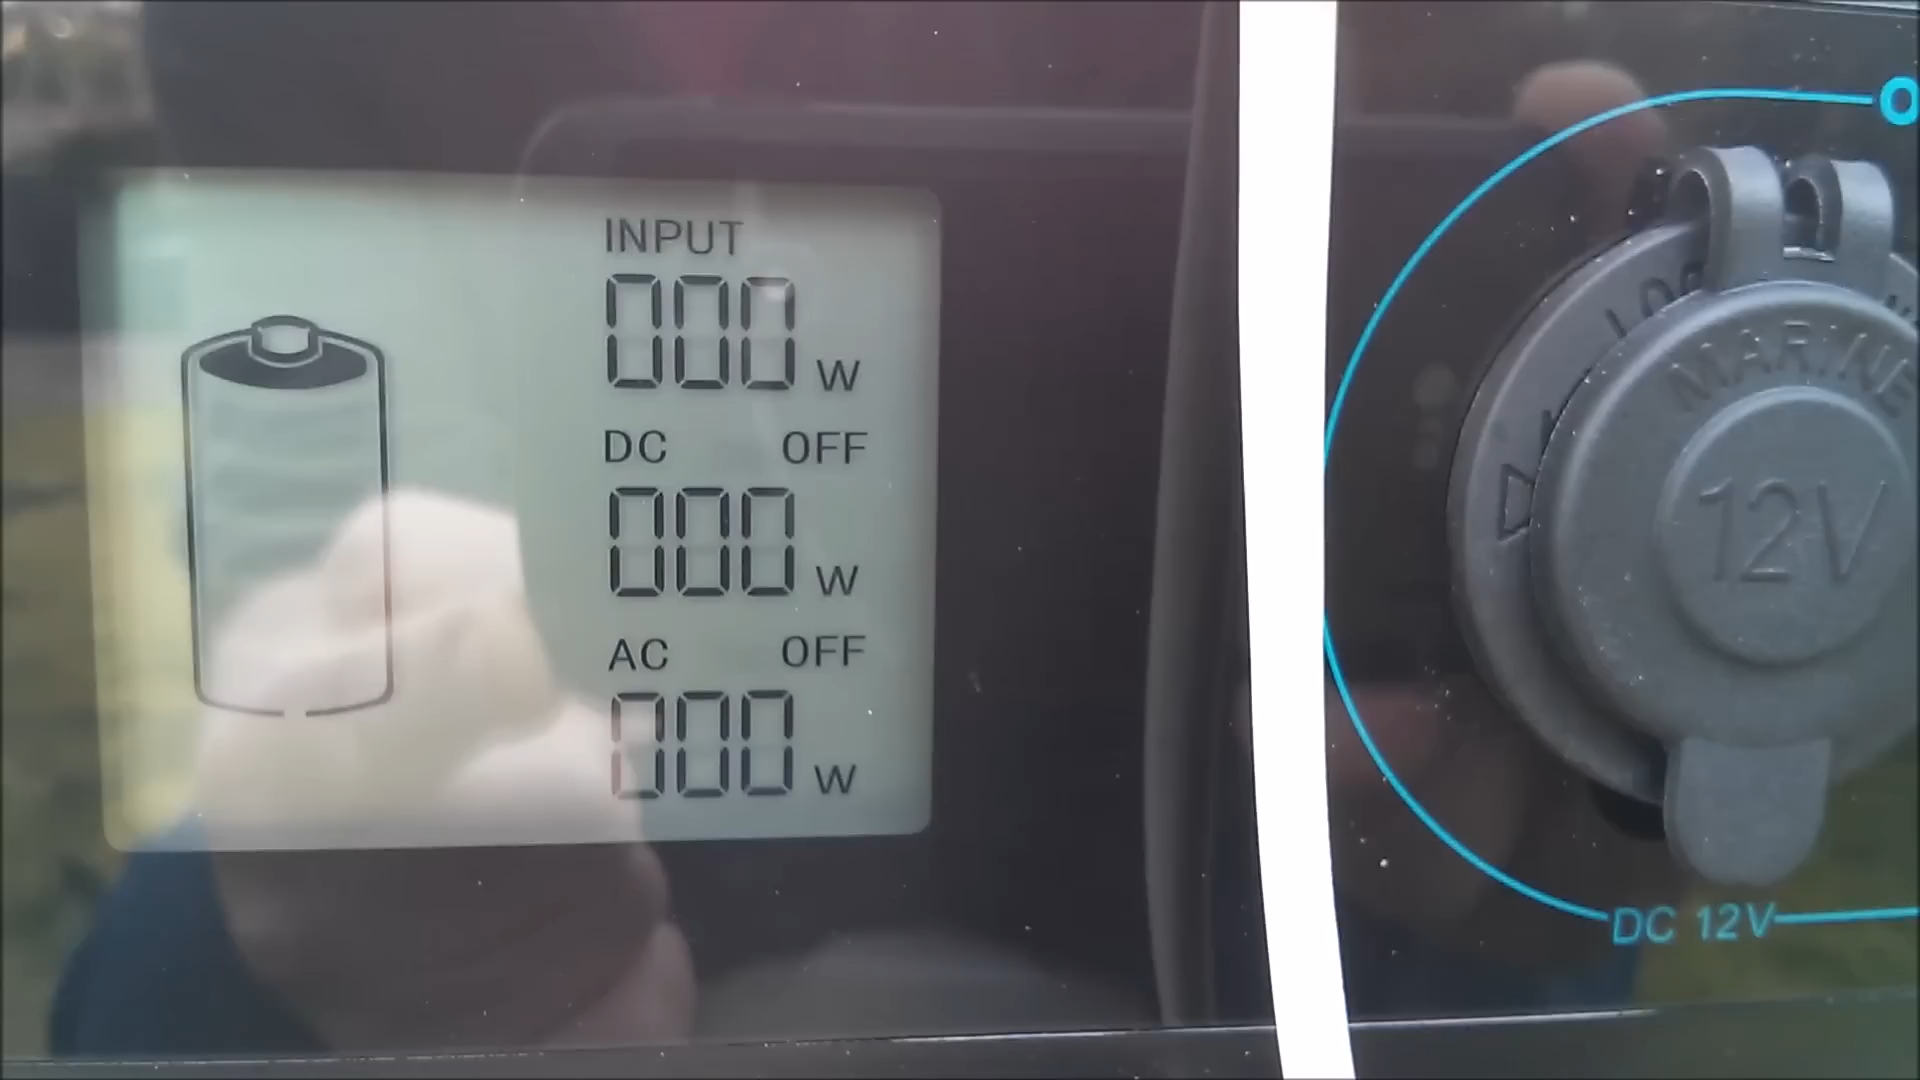 INPUT
000 W
DC OFF
000 W
AC OFF
000 W
MARINE
12V
DC 12V